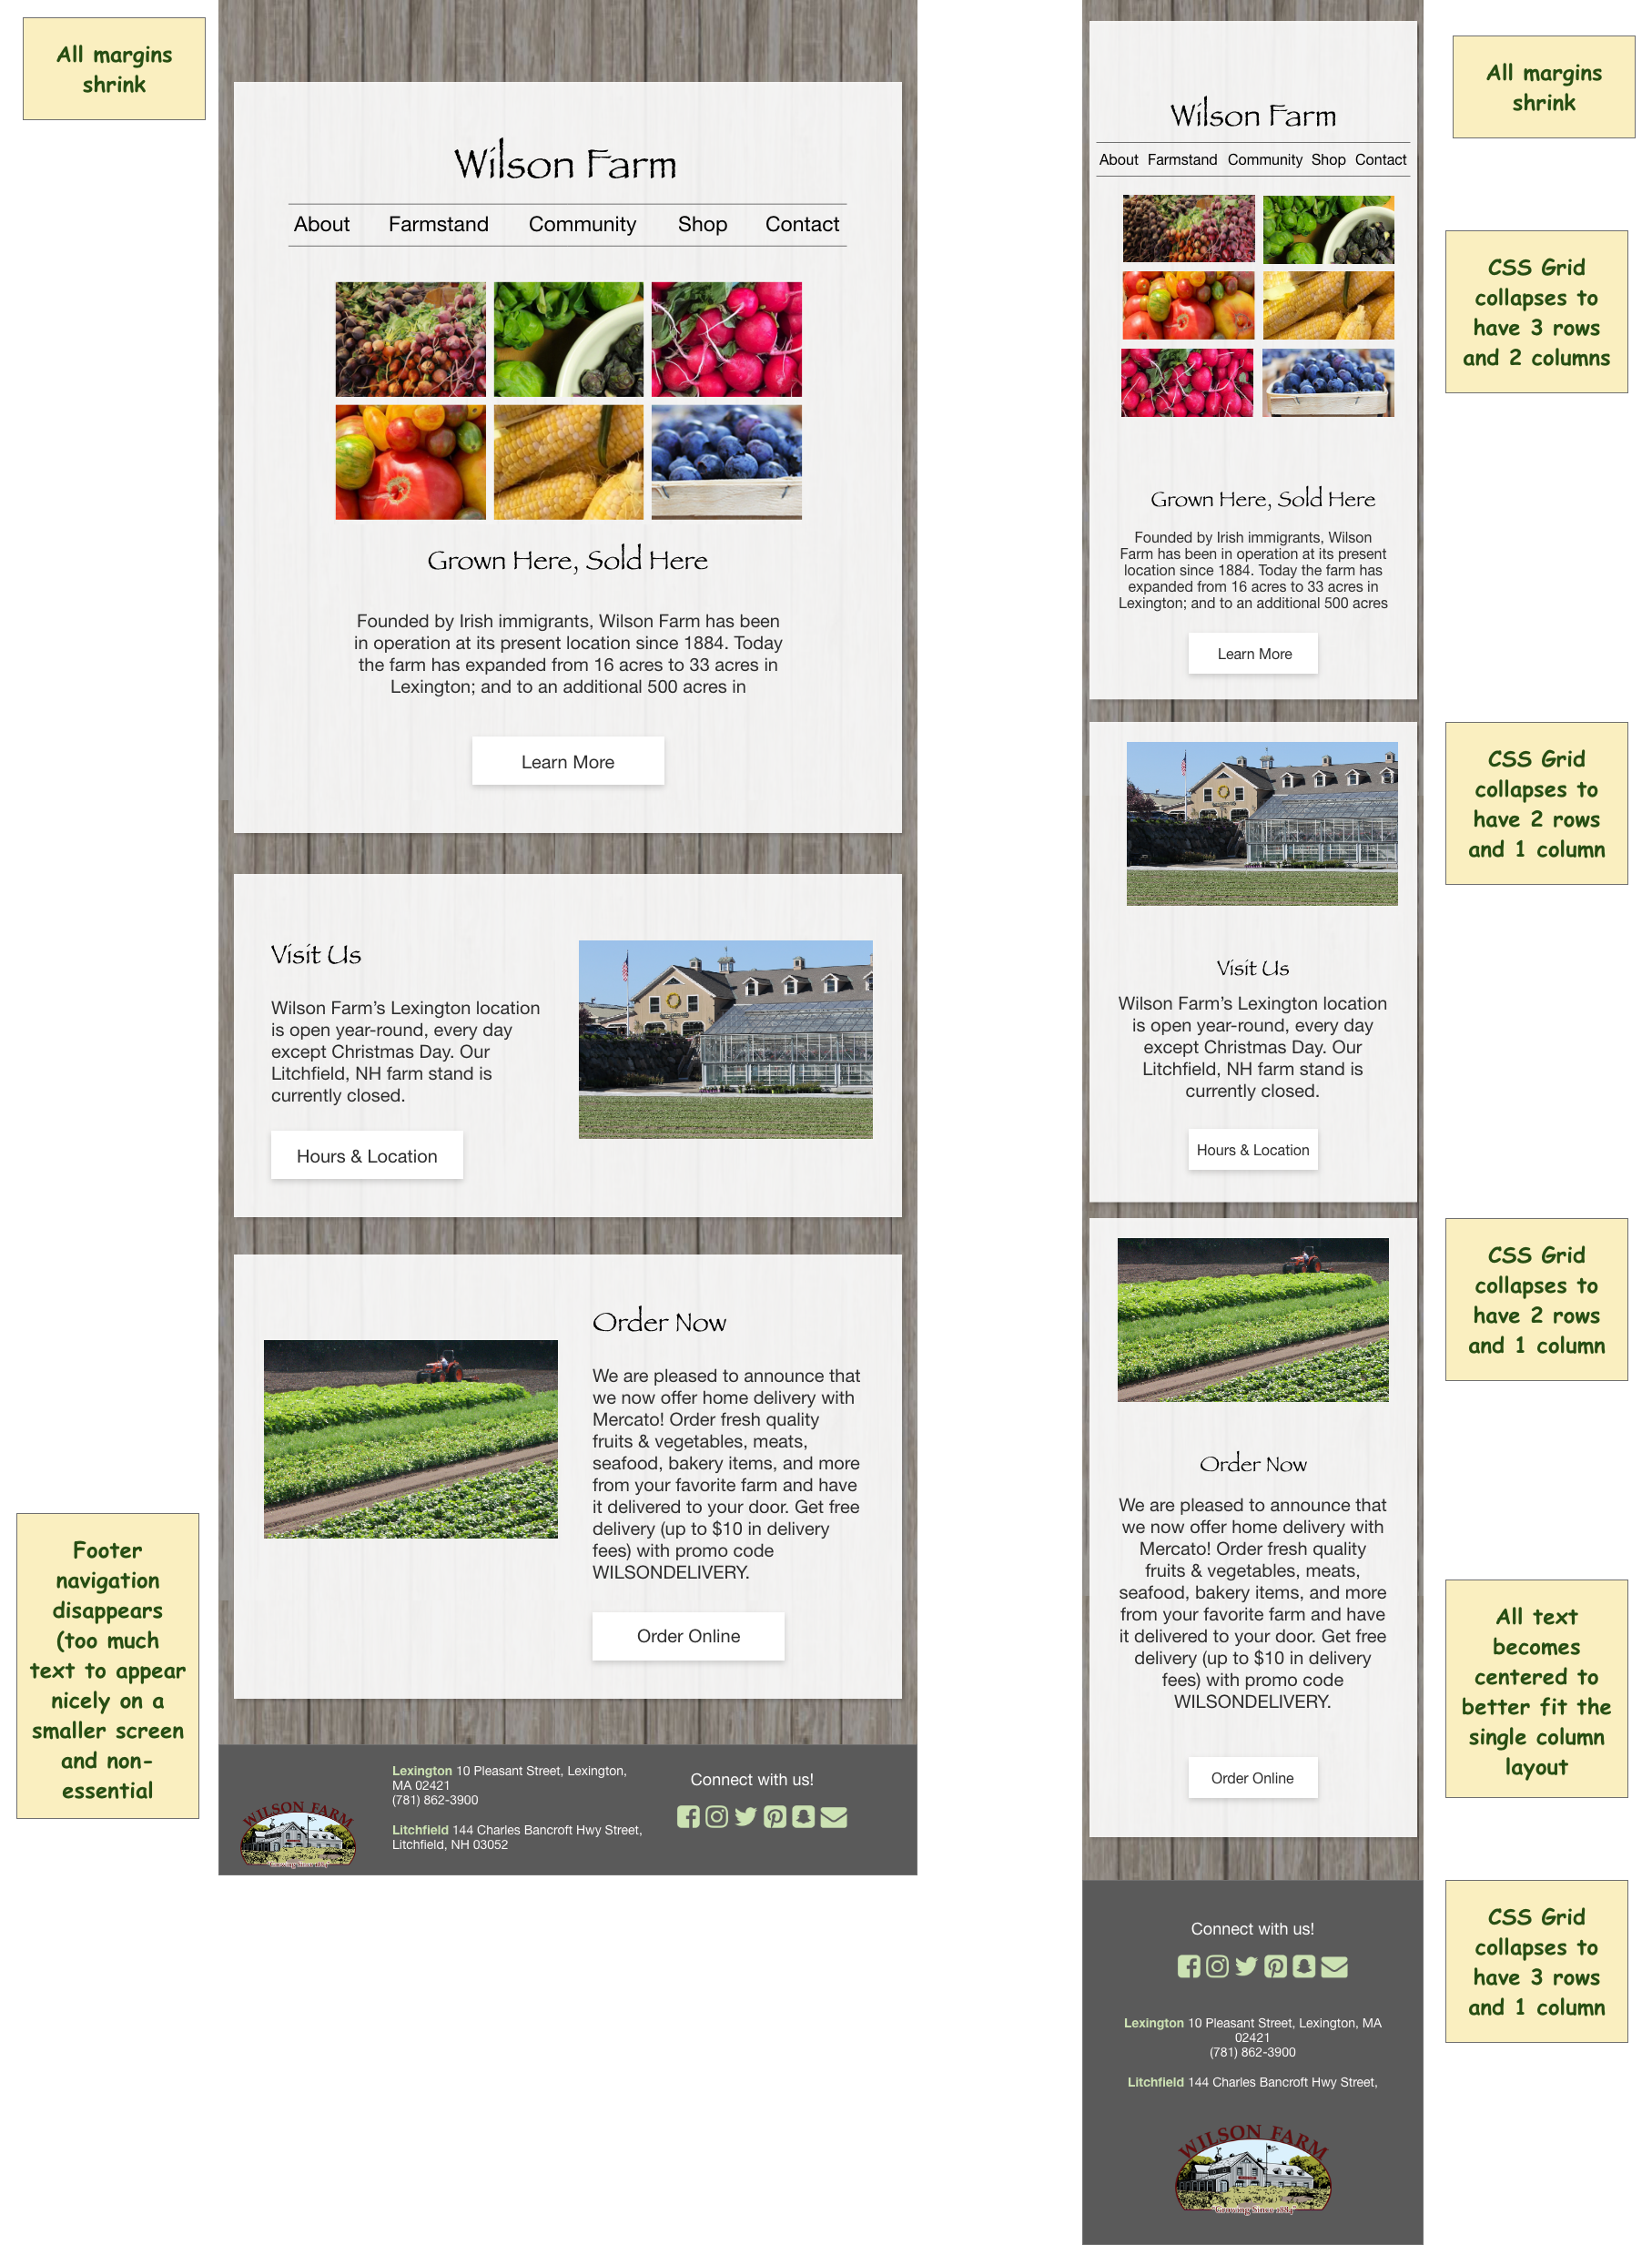 All margins
shrink
Wilson Farm
About Farmstand Community Shop Contact
Grown Here, Sold Here
Founded by Irish immigrants, Wilson Farm has been
in operation at its present location since 1884. Today
the farm has expanded from 16 acres to 33 acres in
Lexington; and to an additional 500 acres in
Learn More
Visit Us
Wilson Farm’s Lexington location
is open year-round, every day
except Christmas Day. Our
Litchfield, NH farm stand is
currently closed.
Hours & Location
Order Now
We are pleased to announce that
we now offer home delivery with
Mercato! Order fresh quality
fruits & vegetables, meats,
seafood, bakery items, and more
from your favorite farm and have
it delivered to your door. Get free
delivery (up to $10 in delivery
fees) with promo code
WILSONDELIVERY.
Order Online
Footer
navigation
disappears
(too much
text to appear
nicely on a
smaller screen
and non-
essential
WILSON FARM
"Growing Since 1884"
Lexington 10 Pleasant Street, Lexington,
MA 02421
(781) 862-3900
Litchfield 144 Charles Bancroft Hwy Street,
Litchfield, NH 03052
Connect with us!
Wilson Farm
About Farmstand Community Shop Contact
Grown Here, Sold Here
Founded by Irish immigrants, Wilson
Farm has been in operation at its present
location since 1884. Today the farm has
expanded from 16 acres to 33 acres in
Lexington; and to an additional 500 acres
Learn More
Visit Us
Wilson Farm’s Lexington location
is open year-round, every day
except Christmas Day. Our
Litchfield, NH farm stand is
currently closed.
Hours & Location
Order Now
We are pleased to announce that
we now offer home delivery with
Mercato! Order fresh quality
fruits & vegetables, meats,
seafood, bakery items, and more
from your favorite farm and have
it delivered to your door. Get free
delivery (up to $10 in delivery
fees) with promo code
WILSONDELIVERY.
Order Online
Connect with us!
Lexington 10 Pleasant Street, Lexington, MA
02421
(781) 862-3900
Litchfield 144 Charles Bancroft Hwy Street,
WILSON FARM
"Growing Since 1884"
All margins
shrink
CSS Grid
collapses to
have 3 rows
and 2 columns
CSS Grid
collapses to
have 2 rows
and 1 column
CSS Grid
collapses to
have 2 rows
and 1 column
All text
becomes
centered to
better fit the
single column
layout
CSS Grid
collapses to
have 3 rows
and 1 column